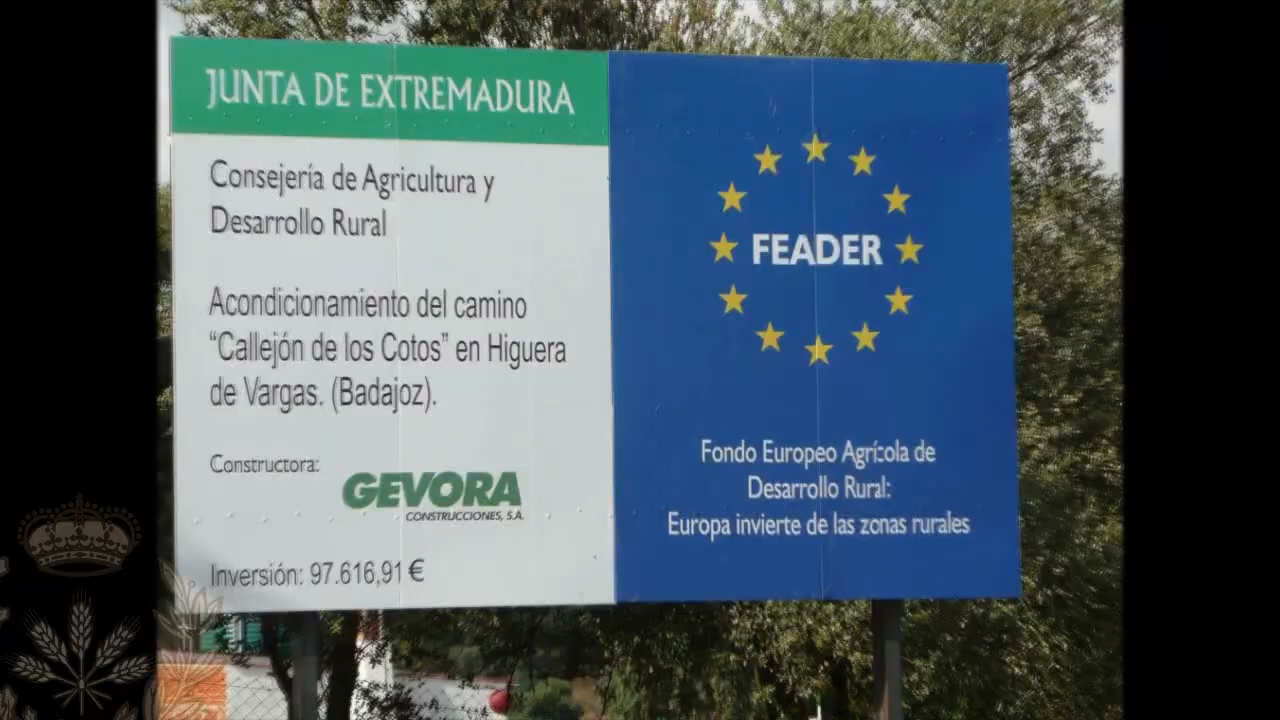 JUNTA DE EXTREMADURA
Consejería de Agricultura y
Desarrollo Rural
Acondicionamiento del camino
“Callejón de los Cotos” en Higuera
de Vargas. (Badajoz).
Constructora:
GEVORA
CONSTRUCCIONES, S.A.
Inversión: 97.616,91 €
FEADER
Fondo Europeo Agrícola de
Desarrollo Rural:
Europa invierte de las zonas rurales